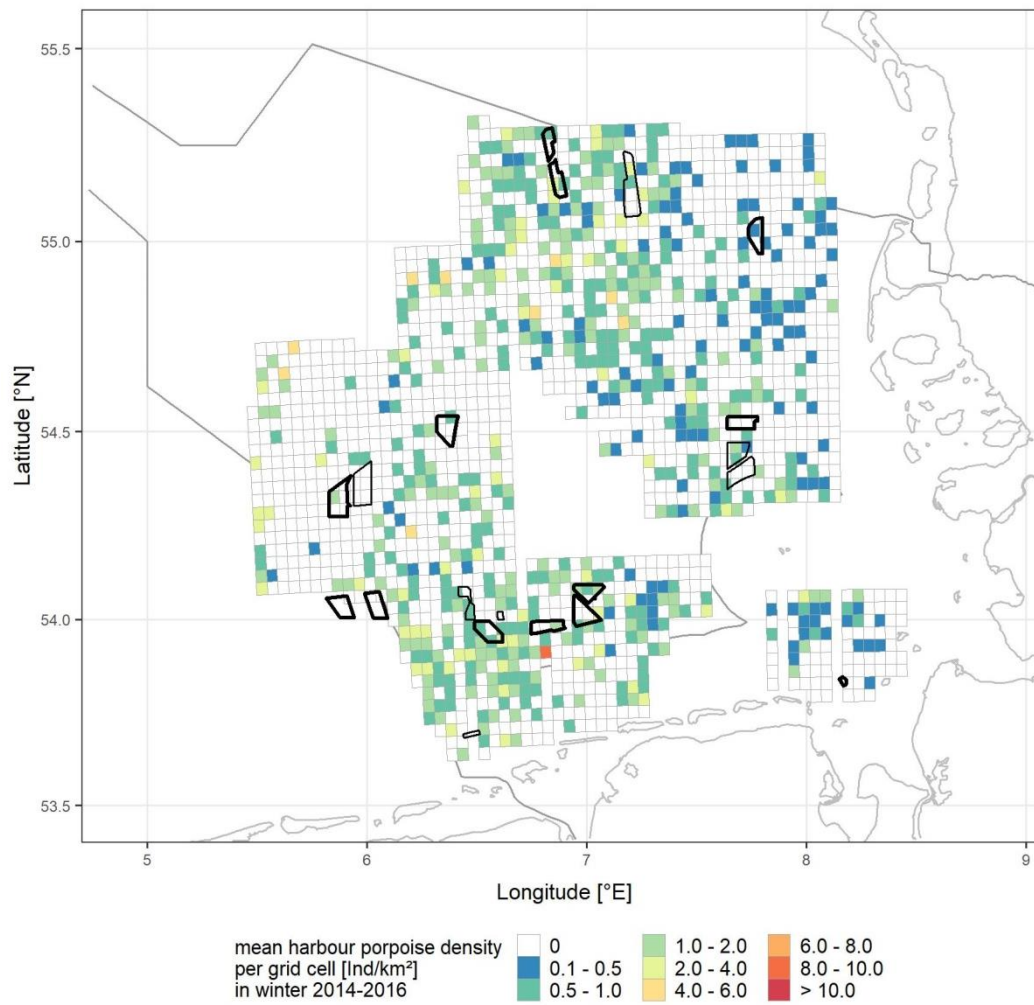 55.5
55.0
54.5
54.0
53.5
Latitude [°N]
5 6 7 8 9
Longitude [°E]
mean harbour porpoise density
per grid cell [Ind/km²]
in winter 2014-2016
0 1.0 - 2.0 6.0 - 8.0
0.1 - 0.5 2.0 - 4.0 8.0 - 10.0
0.5 - 1.0 4.0 - 6.0 > 10.0